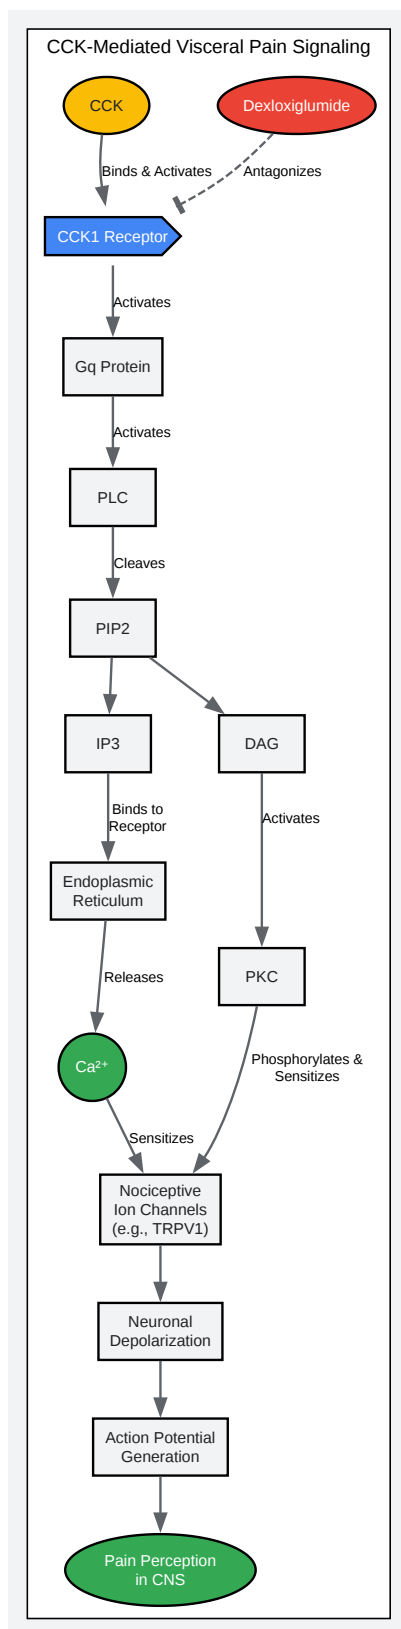 CCK-Mediated Visceral Pain Signaling
CCK
Dexloxiglumide
Binds & Activates
Antagonizes
CCK1 Receptor
Activates
Gq Protein
Activates
PLC
Cleaves
PIP2
IP3
DAG
Binds to
Receptor
Activates
Endoplasmic
Reticulum
Releases
PKC
Ca²⁺
Phosphorylates &
Sensitizes
Sensitizes
Nociceptive
Ion Channels
(e.g., TRPV1)
Neuronal
Depolarization
Action Potential
Generation
Pain Perception
in CNS